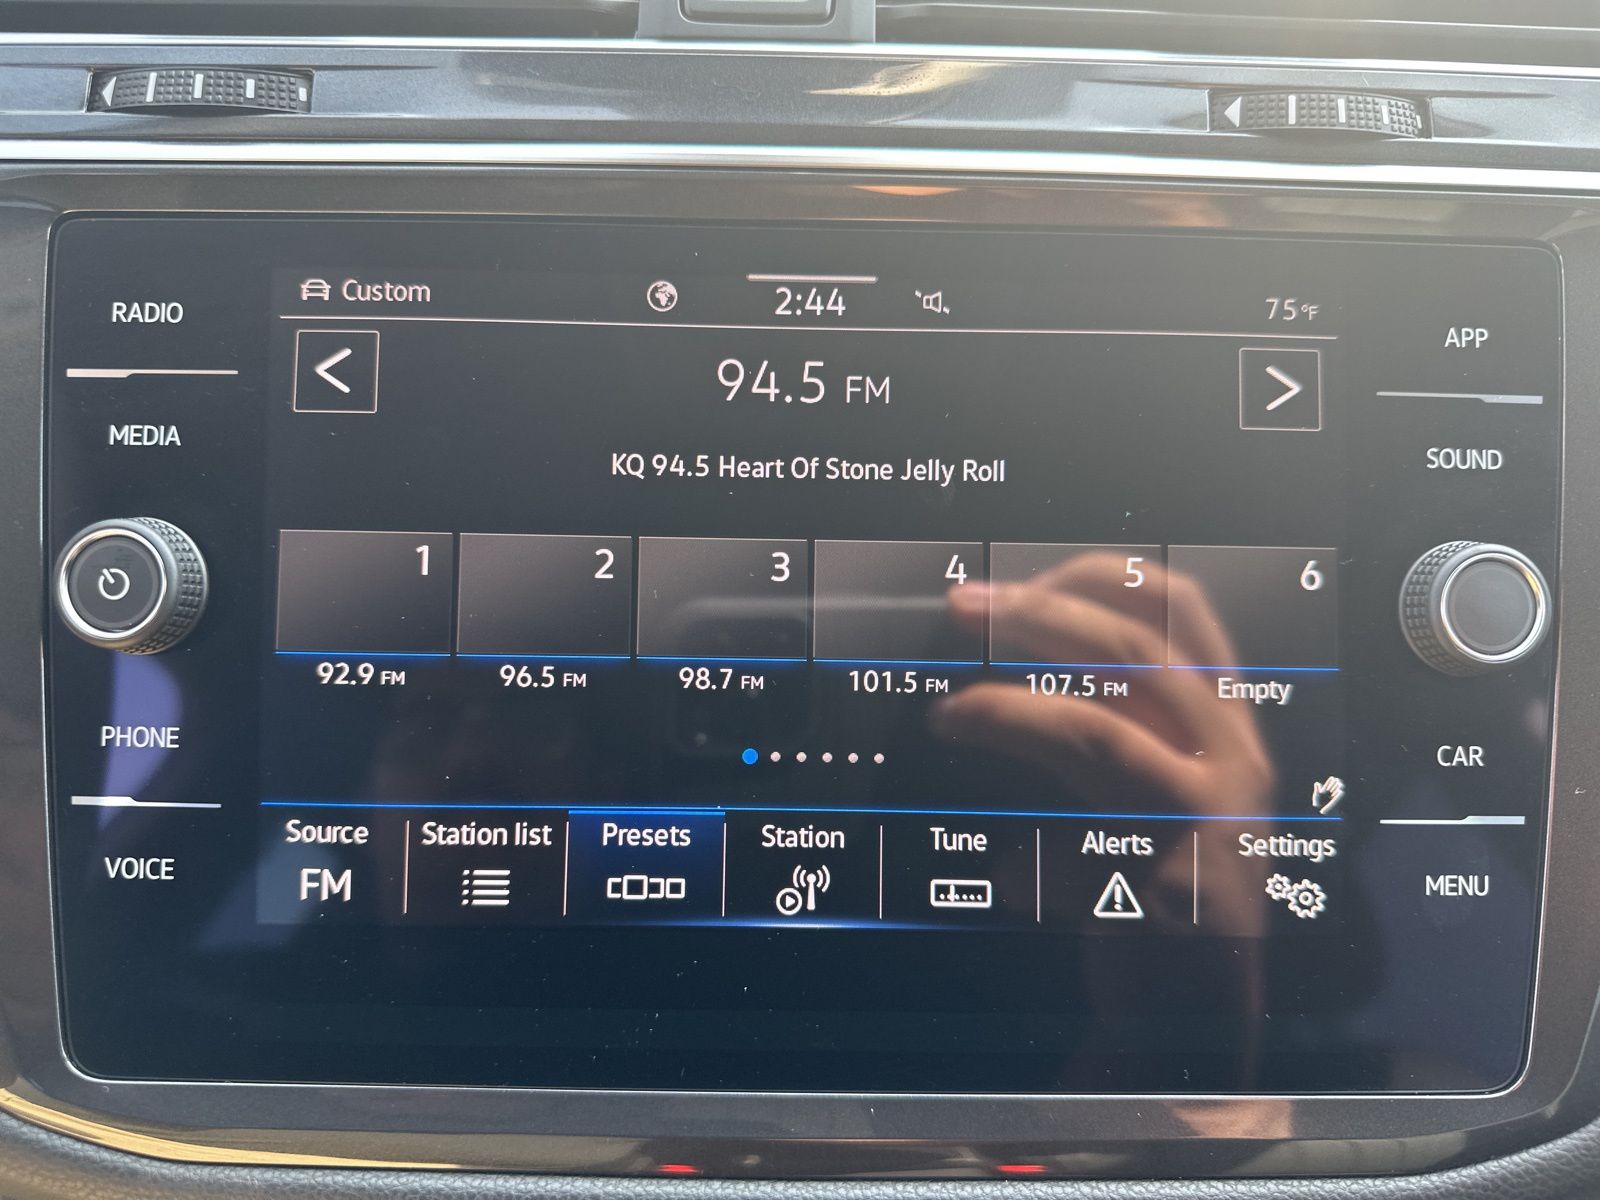 RADIO
MEDIA
PHONE
VOICE
Custom
2:44
75°F
94.5 FM
KQ 94.5 Heart Of Stone Jelly Roll
1 2 3 4 5 6
92.9 FM 96.5 FM 98.7 FM 101.5 FM 107.5 FM Empty
Source Station list Presets Station Tune Alerts Settings
FM
APP
SOUND
CAR
MENU